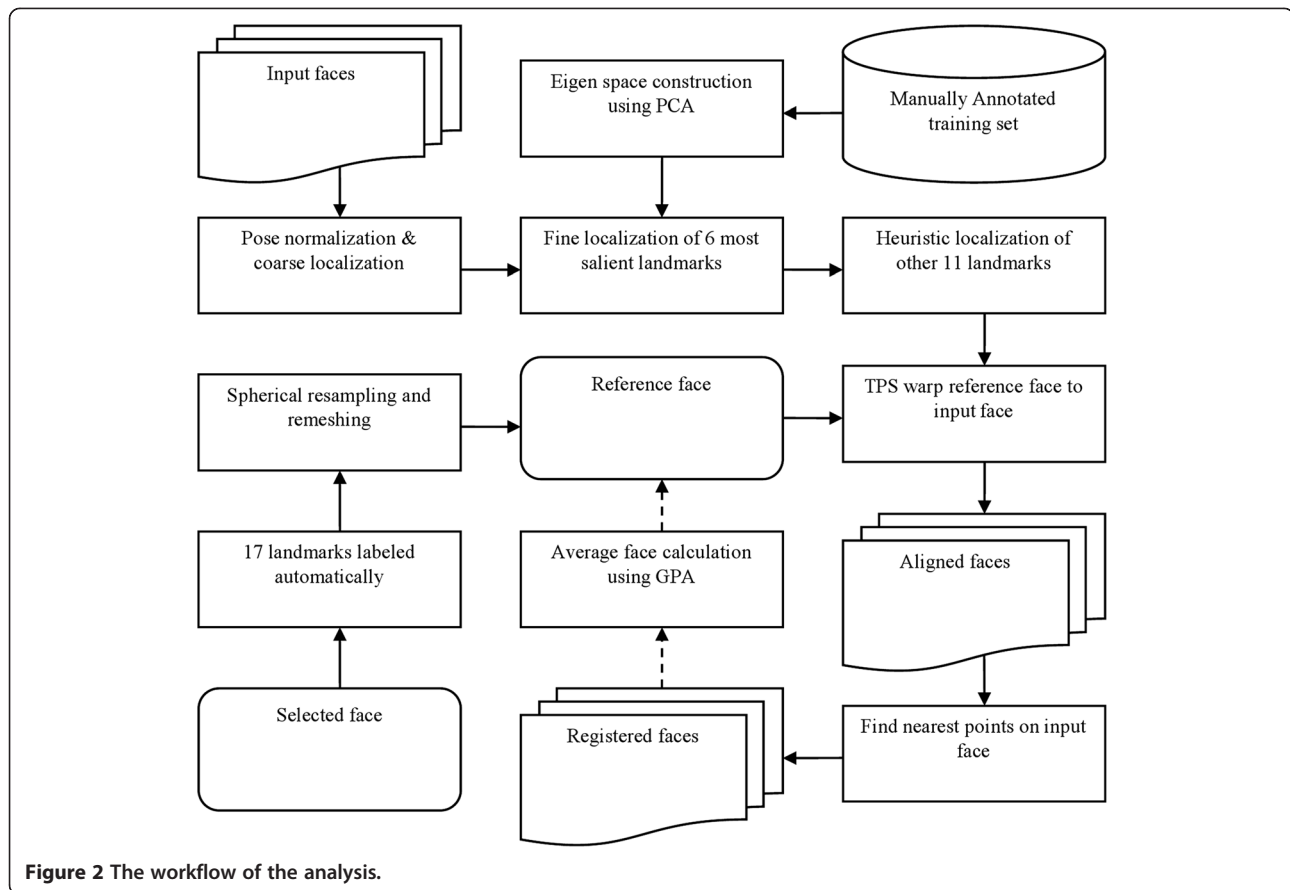 Input faces
Eigen space construction
using PCA
Manually Annotated
training set
Pose normalization &
coarse localization
Fine localization of 6 most
salient landmarks
Heuristic localization of
other 11 landmarks
Spherical resampling and
remeshing
Reference face
TPS warp reference face to
input face
17 landmarks labeled
automatically
Average face calculation
using GPA
Aligned faces
Selected face
Registered faces
Find nearest points on input
face
Figure 2 The workflow of the analysis.